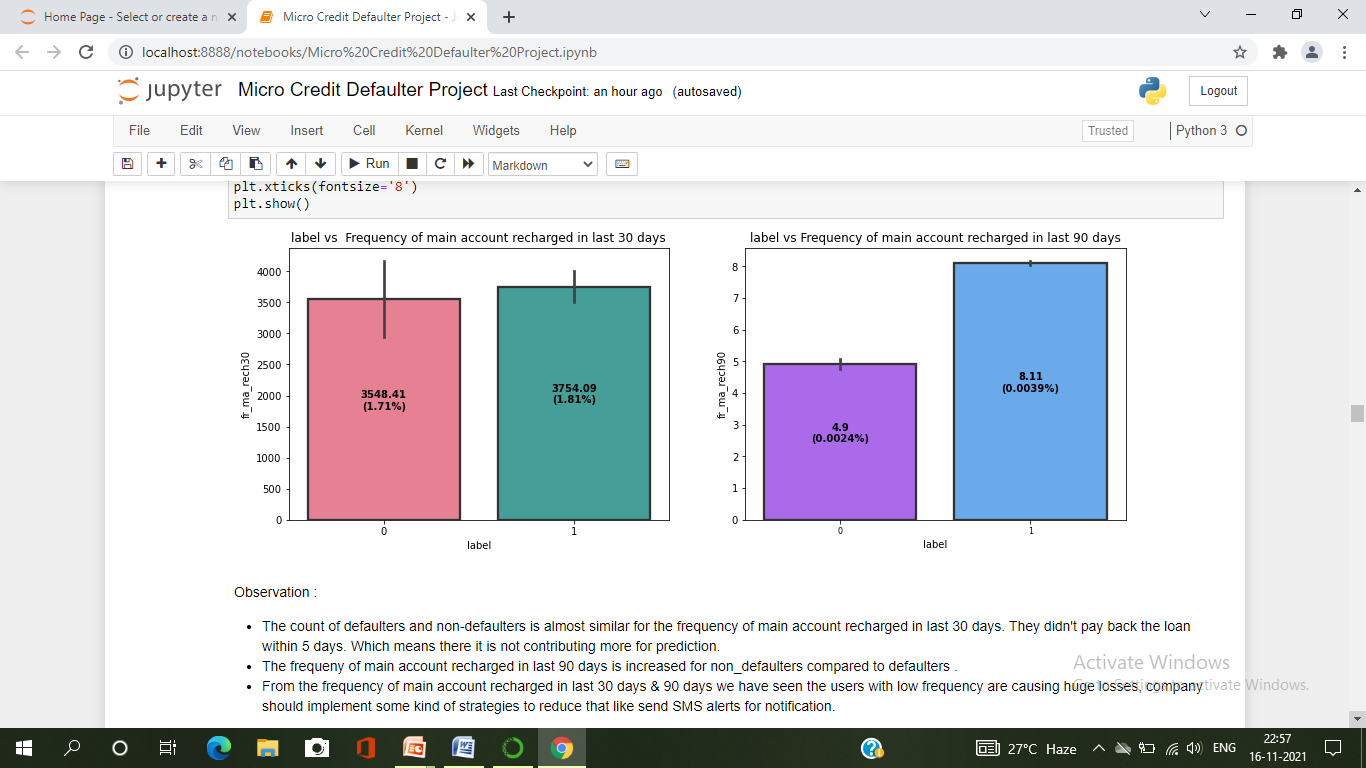 Home Page - Select or create a n
Micro Credit Defaulter Project - J
localhost:8888/notebooks/Micro%20Credit%20Defaulter%20Project.ipynb
jupyter Micro Credit Defaulter Project Last Checkpoint: an hour ago (autosaved)
Logout
File Edit View Insert Cell Kernel Widgets Help
Trusted
Python 3
Run
Markdown
plt.xticks(fontsize='8')
plt.show()
label vs  Frequency of main account recharged in last 30 days
4000
3500
3000
2500
2000
1500
1000
500
0
fr_ma_rech30
3548.41
(1.71%)
3754.09
(1.81%)
0 1
label
label vs Frequency of main account recharged in last 90 days
8
7
6
5
4
3
2
1
0
fr_ma_rech90
4.9
(0.0024%)
8.11
(0.0039%)
0 1
label
Observation :
• The count of defaulters and non-defaulters is almost similar for the frequency of main account recharged in last 30 days. They didn't pay back the loan
within 5 days. Which means there it is not contributing more for prediction.
• The frequeny of main account recharged in last 90 days is increased for non_defaulters compared to defaulters .
• From the frequency of main account recharged in last 30 days & 90 days we have seen the users with low frequency are causing huge losses, company
should implement some kind of strategies to reduce that like send SMS alerts for notification.
Activate Windows
Go to Settings to activate Windows.
27°C Haze
ENG
22:57
16-11-2021